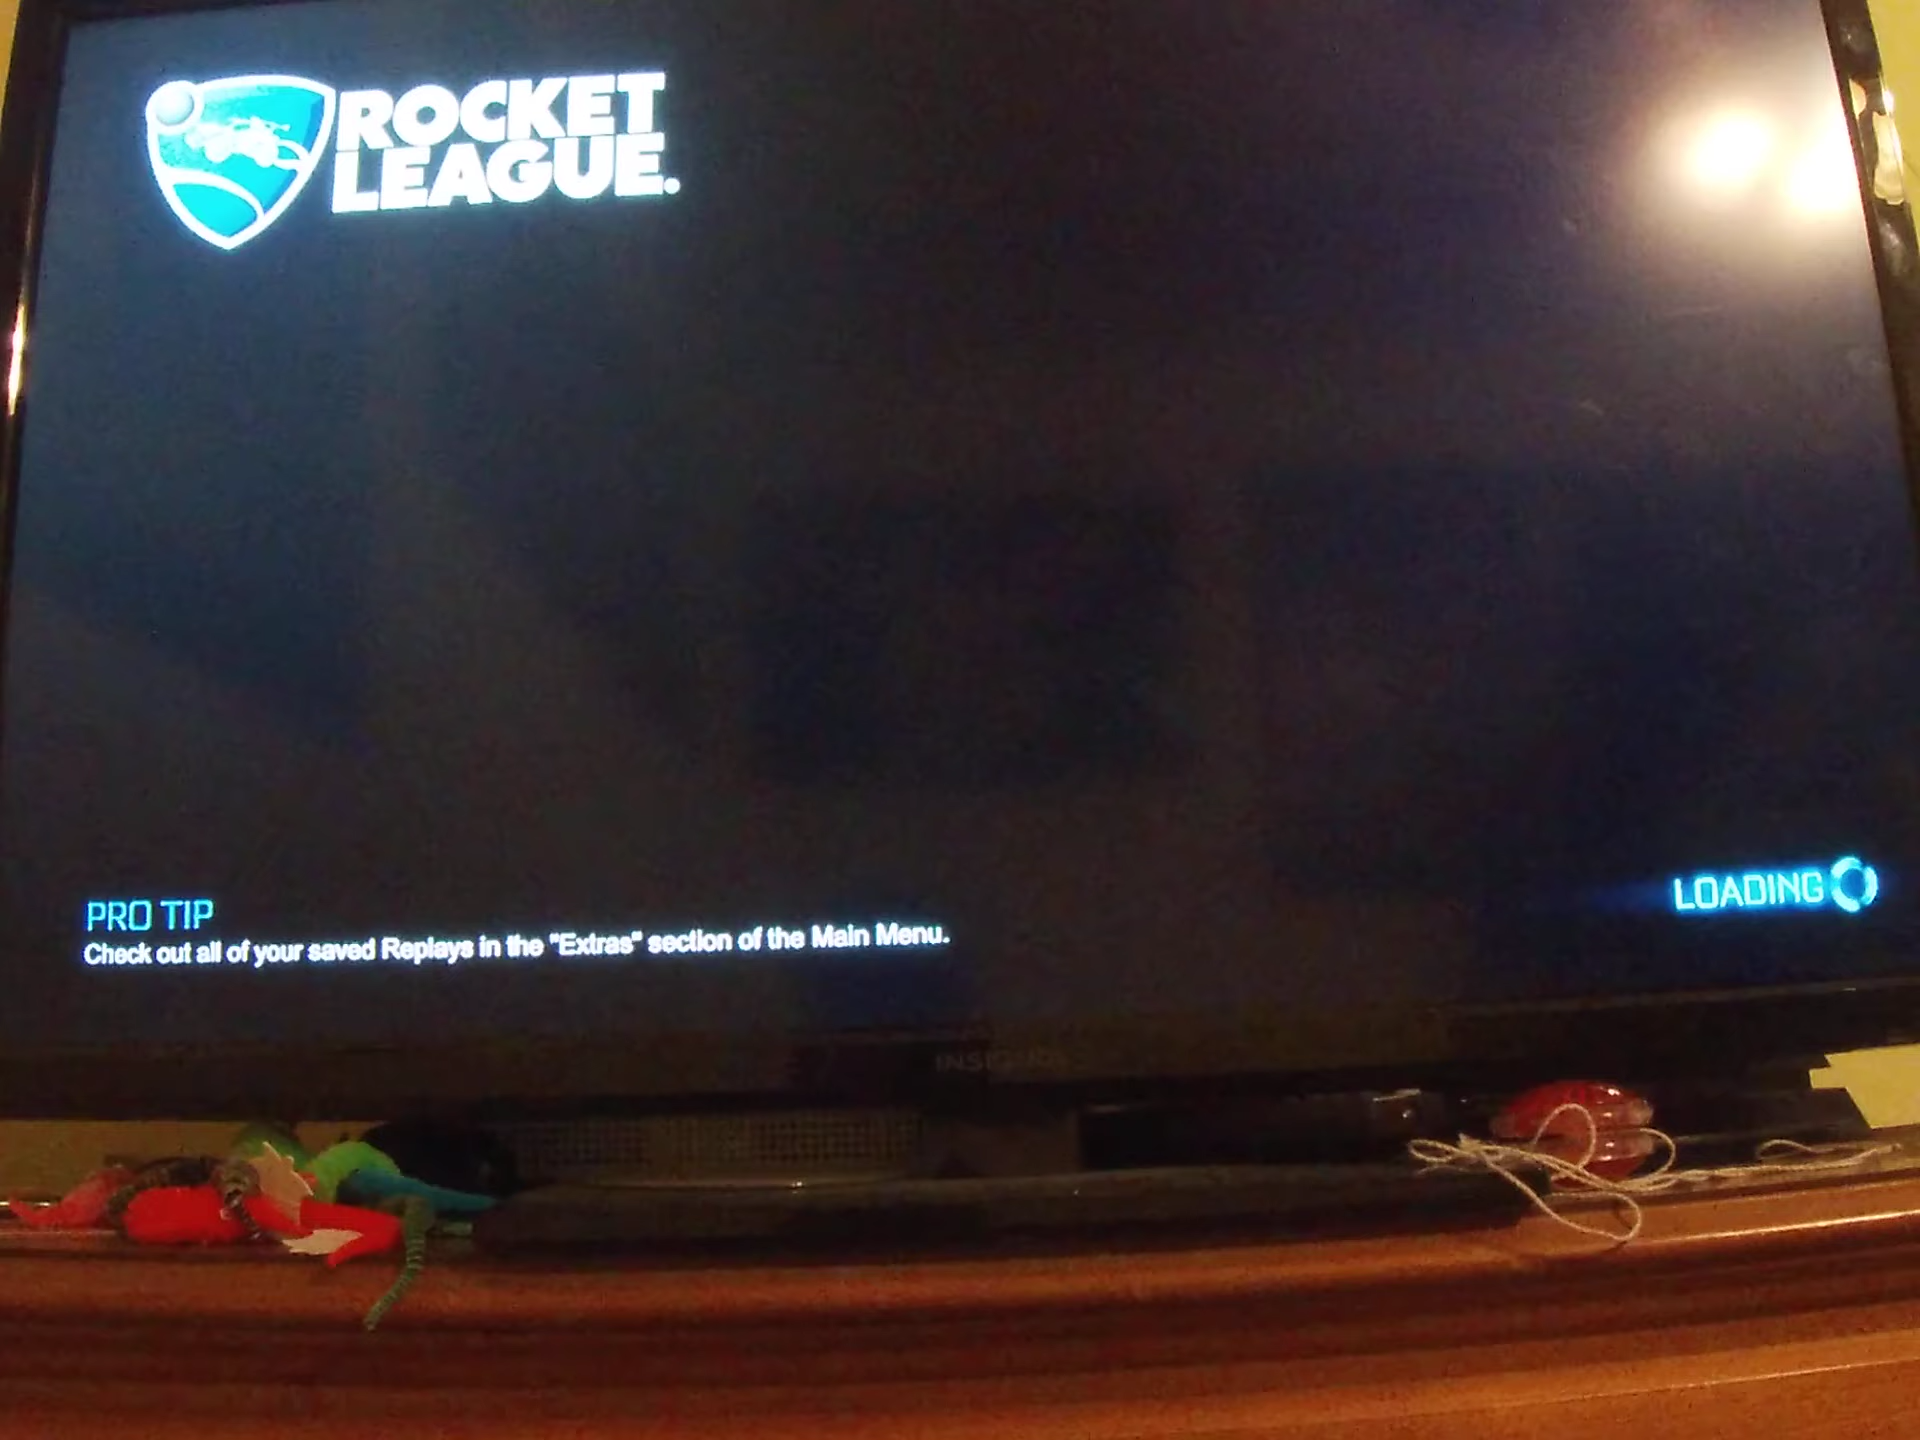 ROCKET
LEAGUE.
PRO TIP
Check out all of your saved Replays in the "Extras" section of the Main Menu.
LOADING
INSIGNIA